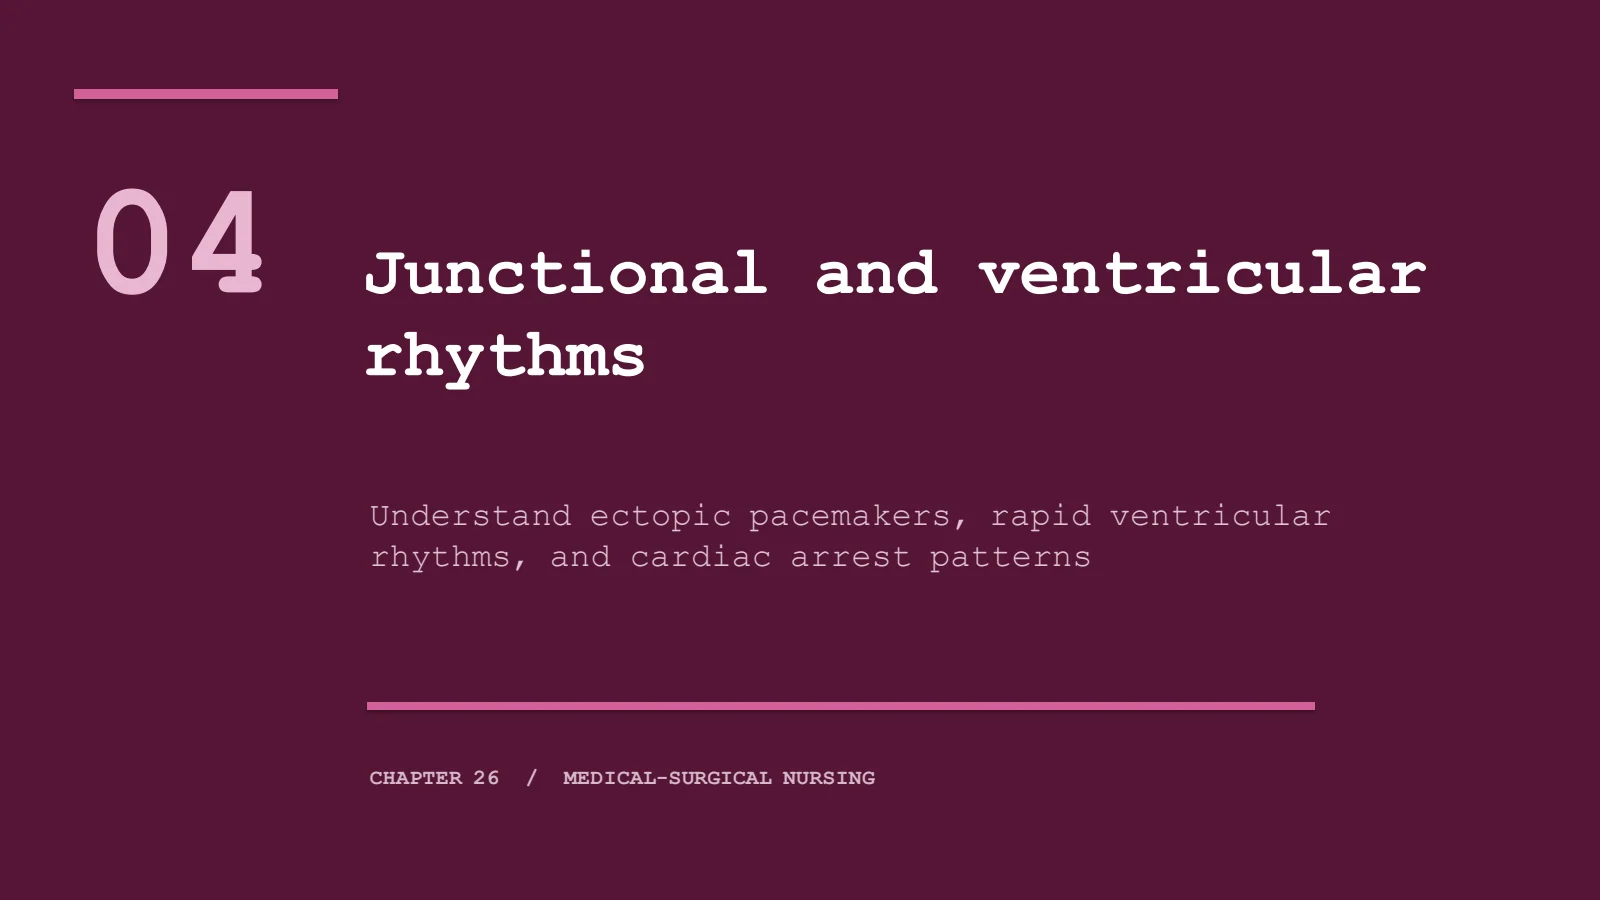 04
Junctional and ventricular
rhythms
Understand ectopic pacemakers, rapid ventricular
rhythms, and cardiac arrest patterns
CHAPTER 26 / MEDICAL-SURGICAL NURSING